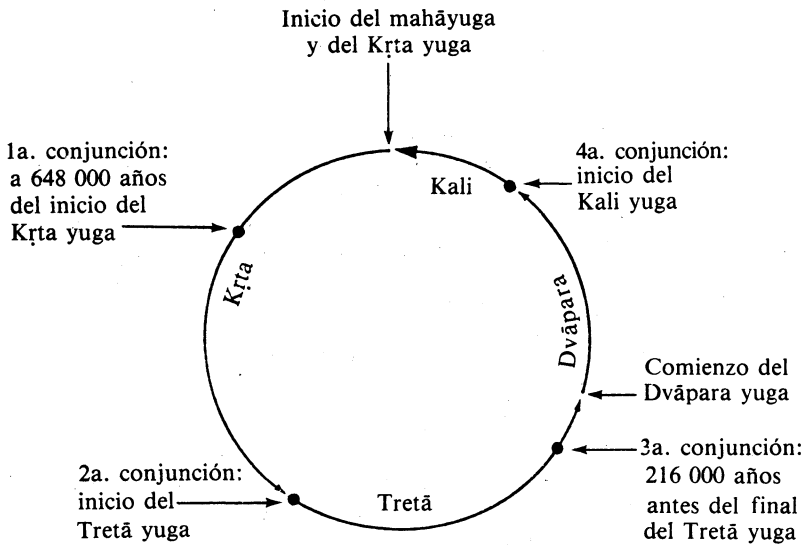 Inicio del mahāyuga
y del Kṛta yuga
1a. conjunción:
a 648 000 años
del inicio del
Kṛta yuga
4a. conjunción:
inicio del
Kali yuga
Kali
Kṛta
Dvāpara
Comienzo del
Dvāpara yuga
3a. conjunción:
216 000 años
antes del final
del Tretā yuga
2a. conjunción:
inicio del
Tretā yuga
Tretā